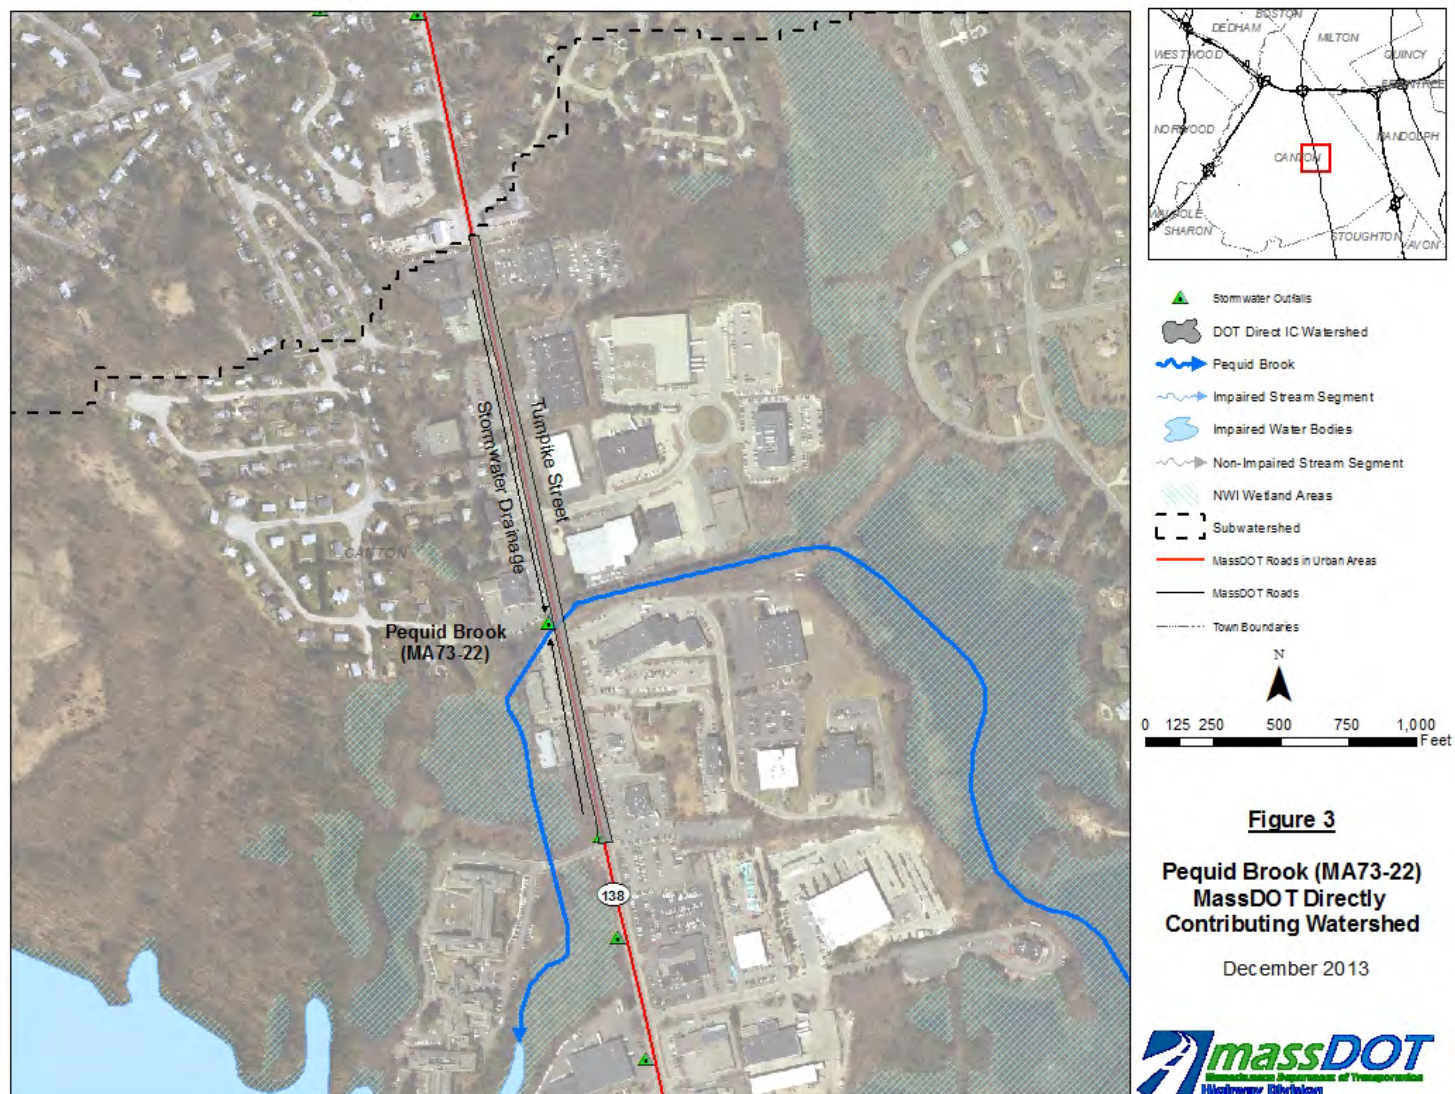 BOSTON
DEDHAM
MILTON
WESTWOOD
QUINCY
NORWOOD
RANDOLPH
CANTON
WALPOLE
SHARON
STOUGHTON
AVON
Stormwater Outfalls
DOT Direct IC Watershed
Pequid Brook
Impaired Stream Segment
Impaired Water Bodies
Non-Impaired Stream Segment
NWI Wetland Areas
Subwatershed
MassDOT Roads in Urban Areas
MassDOT Roads
Town Boundaries
N
0 125 250 500 750 1,000
Feet
Figure 3
Pequid Brook (MA73-22)
MassDOT Directly
Contributing Watershed
December 2013
massDOT
Massachusetts Department of Transportation
Highway Division
Turnpike Street
Stormwater Drainage
CANTON
Pequid Brook
(MA73-22)
138